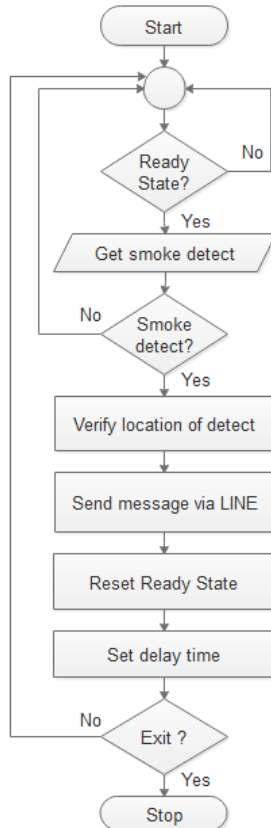 Start
Ready
State?
No
Yes
Get smoke detect
No
Smoke
detect?
Yes
Verify location of detect
Send message via LINE
Reset Ready State
Set delay time
No
Exit ?
Yes
Stop